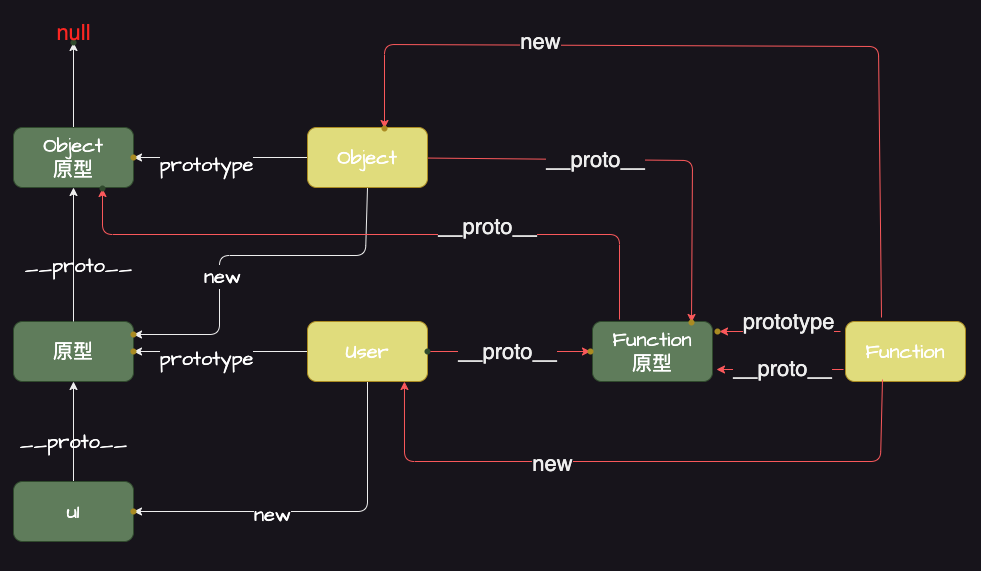 null
new
Object
原型
prototype
Object
__proto__
__proto__
__proto__
new
原型
prototype
User
__proto__
Function
原型
prototype
__proto__
Function
__proto__
new
u1
new